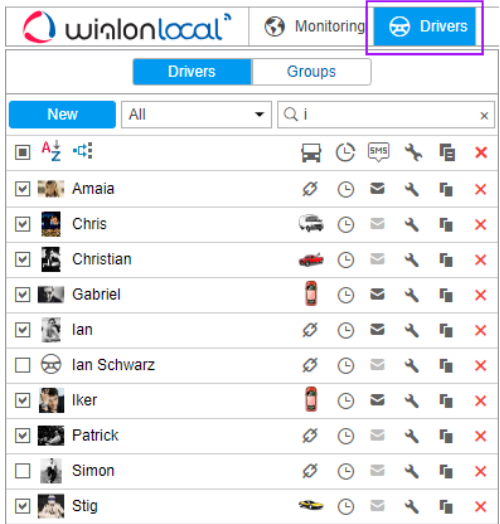 wialonlocal Monitoring Drivers
Drivers Groups
New All i x
A Z SMS
Amaia
Chris
Christian
Gabriel
Ian
Ian Schwarz
Iker
Patrick
Simon
Stig